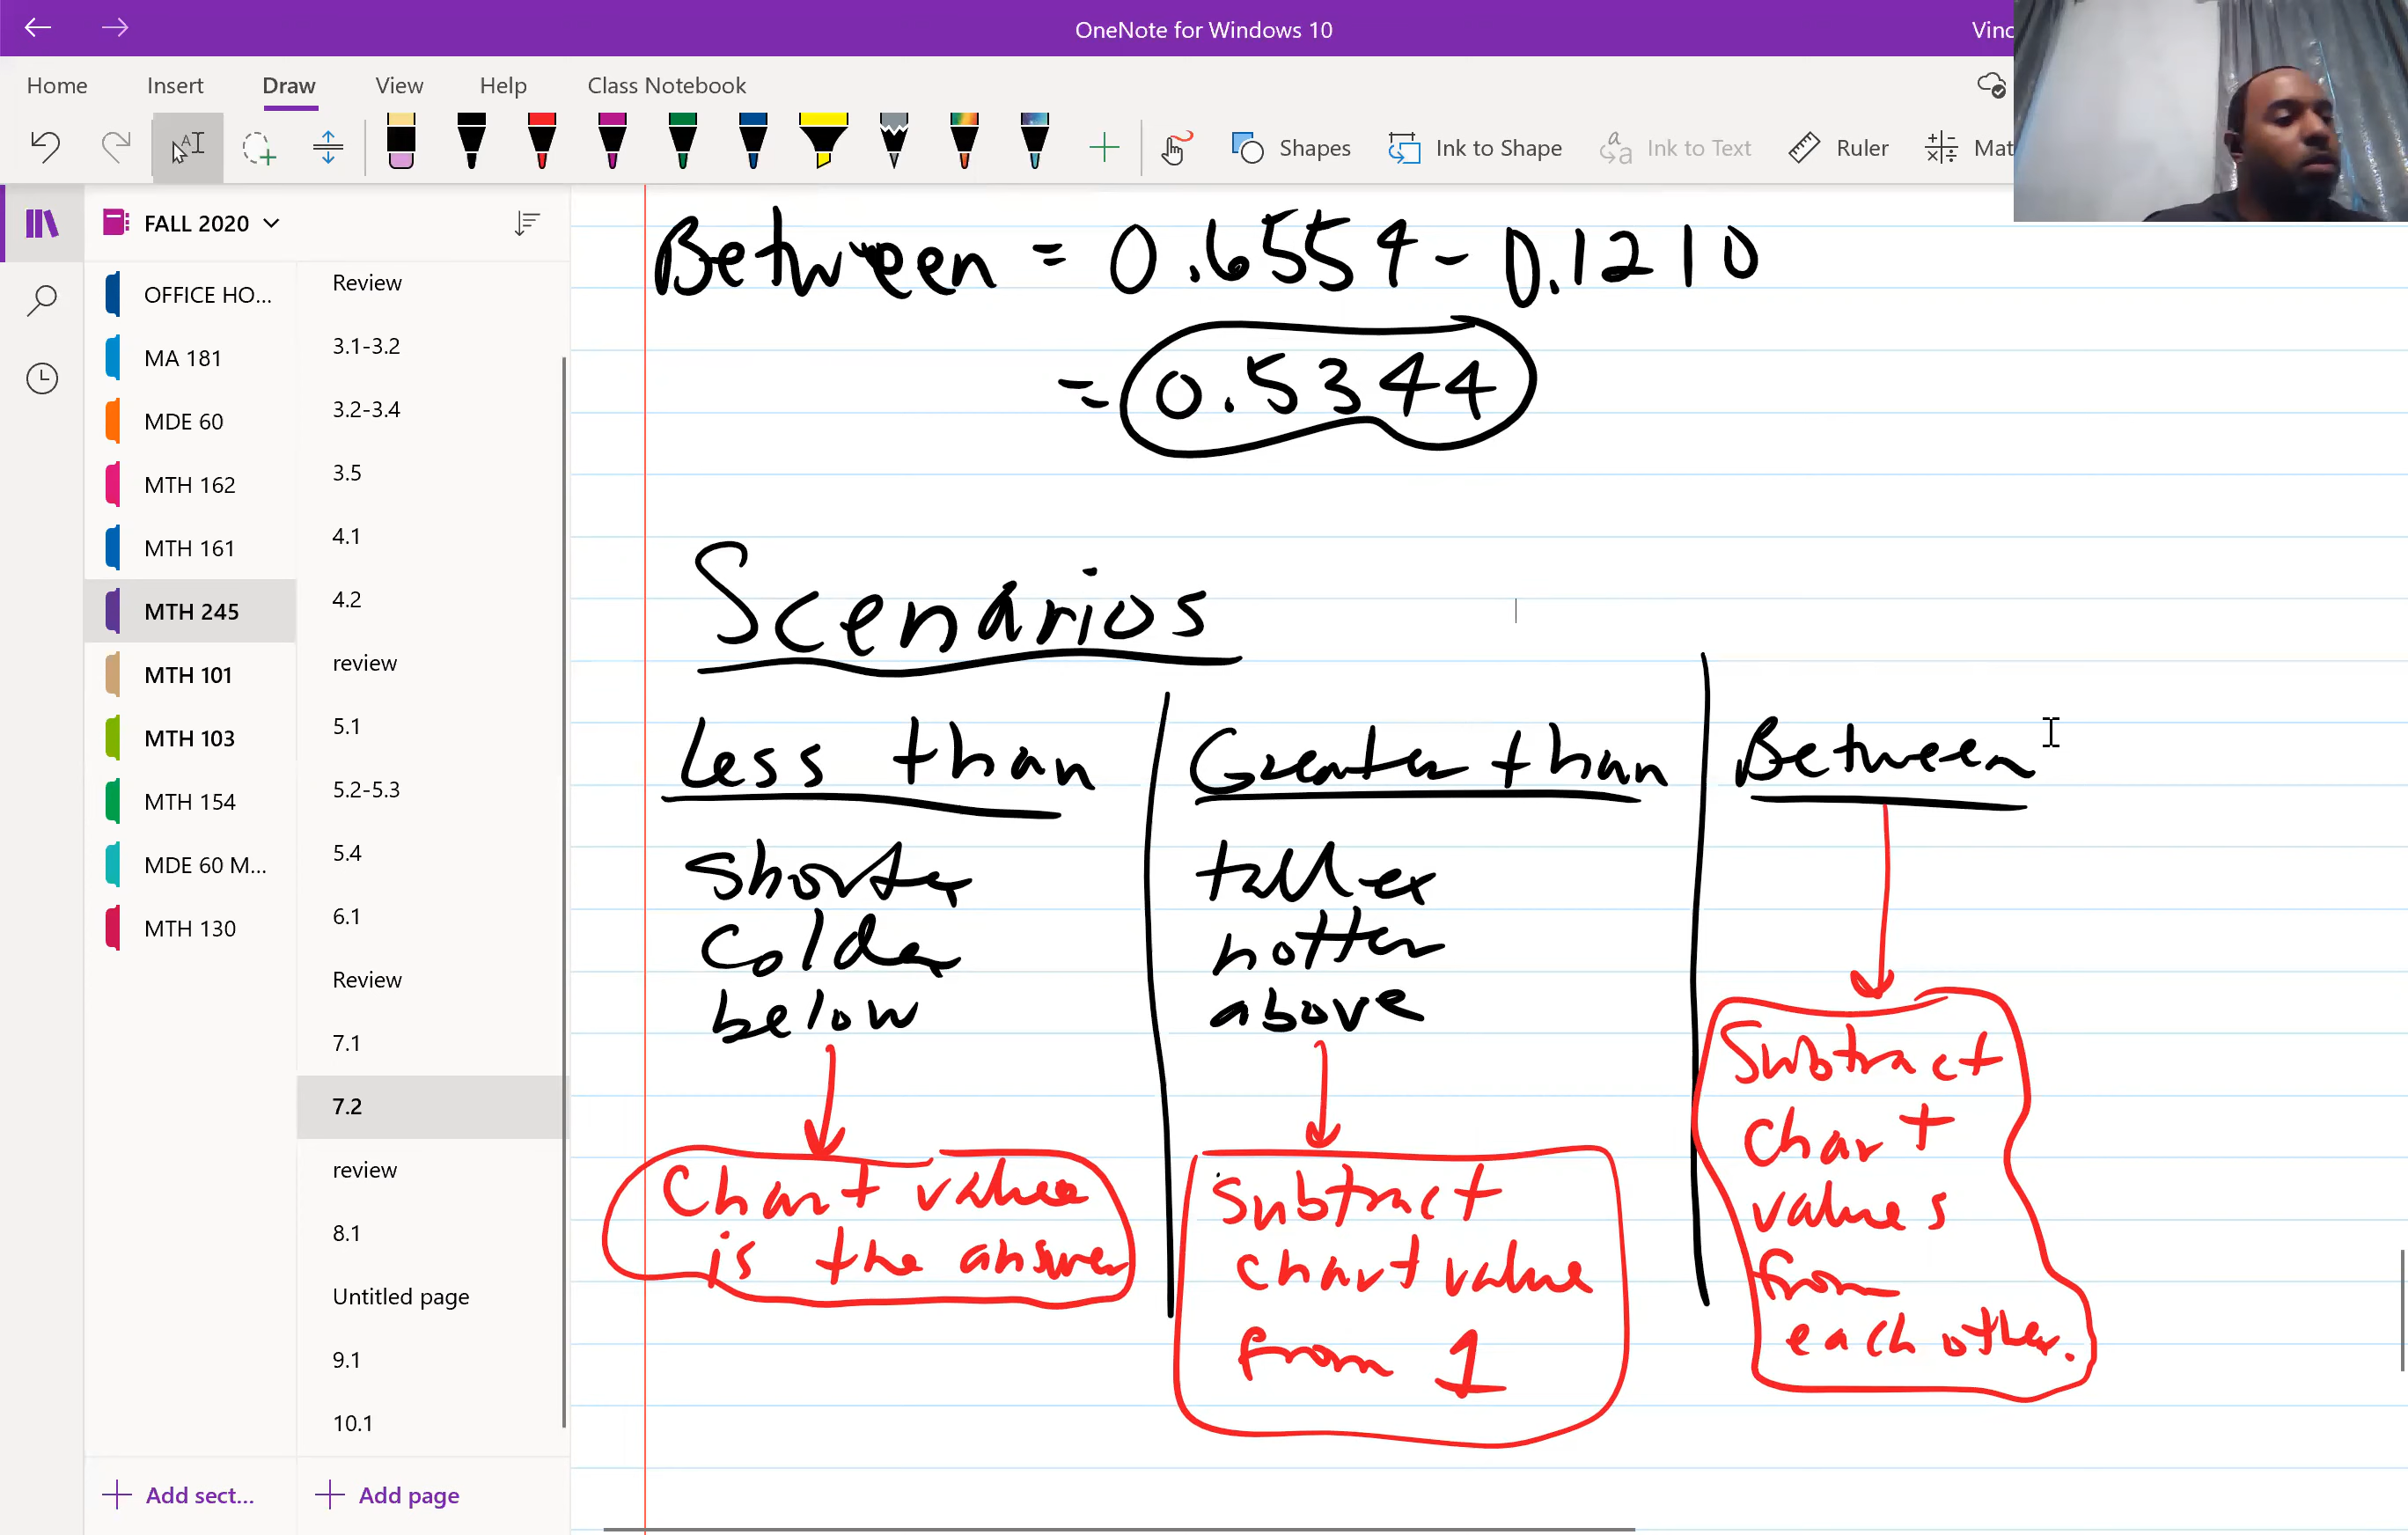 OneNote for Windows 10
Vinc
Home Insert Draw View Help Class Notebook
Shapes Ink to Shape Ink to Text Ruler Mat
FALL 2020
OFFICE HO...
MA 181
MDE 60
MTH 162
MTH 161
MTH 245
MTH 101
MTH 103
MTH 154
MDE 60 M...
MTH 130
Add sect...
Review
3.1-3.2
3.2-3.4
3.5
4.1
4.2
review
5.1
5.2-5.3
5.4
6.1
Review
7.1
7.2
review
8.1
Untitled page
9.1
10.1
Add page
Between = 0.6554 - 0.1210
= 0.5344
Scenarios
Less than
shorter
colder
below
Chart value
is the answer
Greater than
taller
hotter
above
Subtract
chart value
from 1
Between
Subtract
chart
values
from
each other.